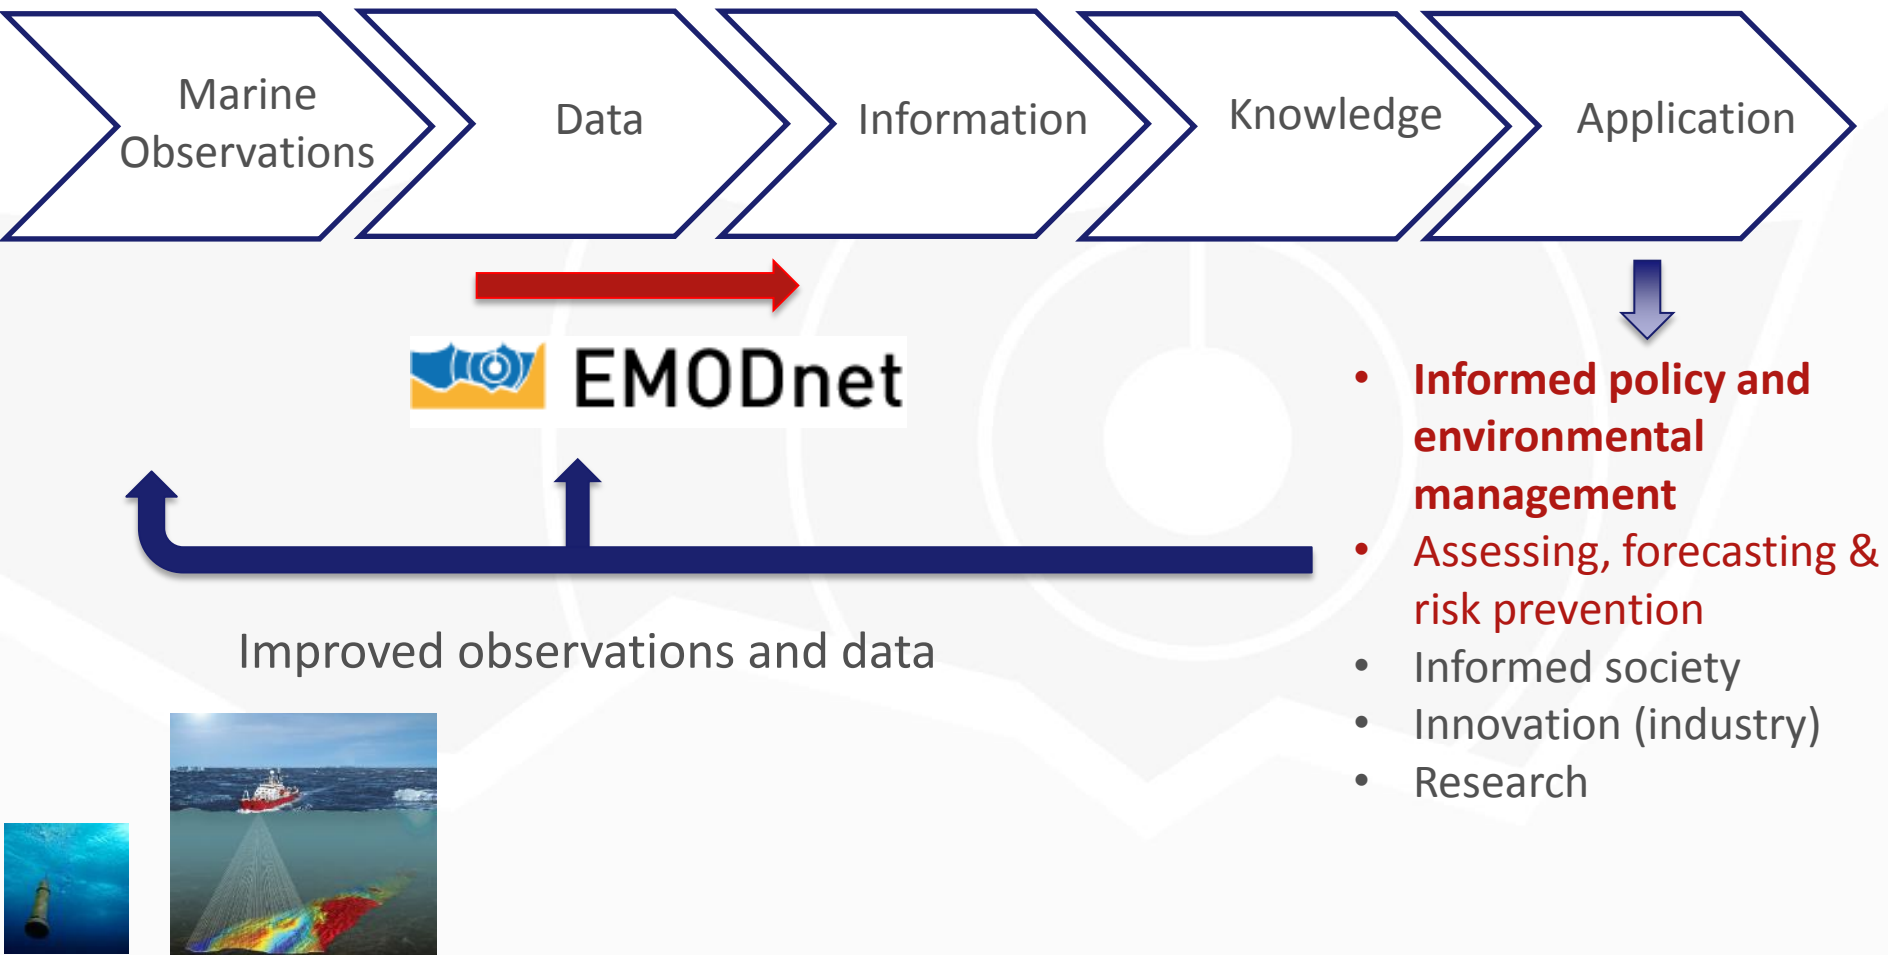 Marine
Observations
Data
Information
Knowledge
Application
EMODnet
• Informed policy and
environmental
management
• Assessing, forecasting &
risk prevention
• Informed society
• Innovation (industry)
• Research
Improved observations and data